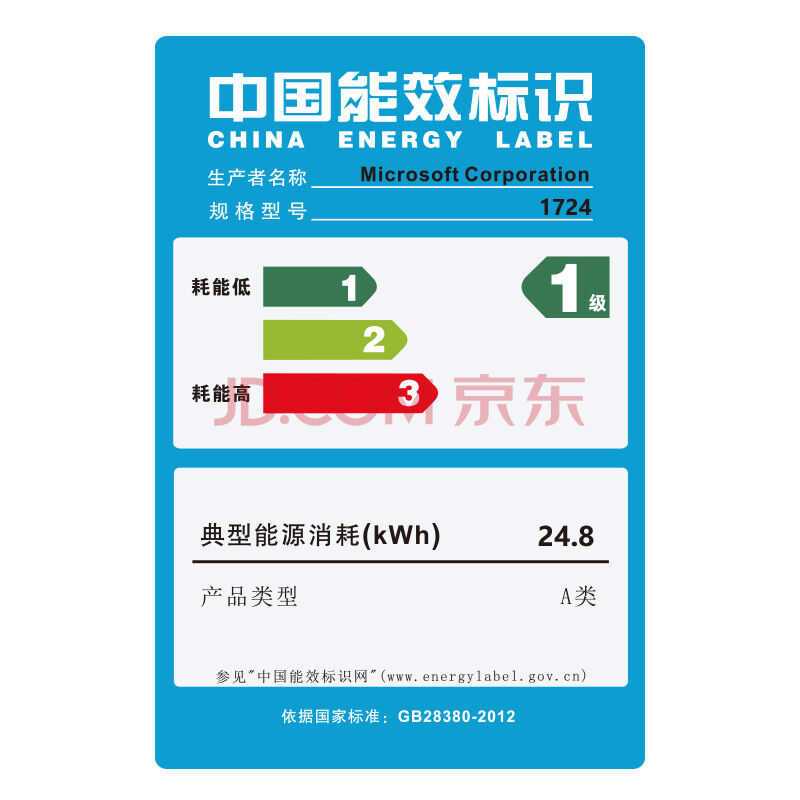 中国能效标识
CHINA ENERGY LABEL
生产者名称 Microsoft Corporation
规格型号 1724
耗能低 1 1级
2
耗能高 3
JD.COM 京东
典型能源消耗(kWh) 24.8
产品类型 A类
参见"中国能效标识网"(www.energylabel.gov.cn)
依据国家标准：GB28380-2012